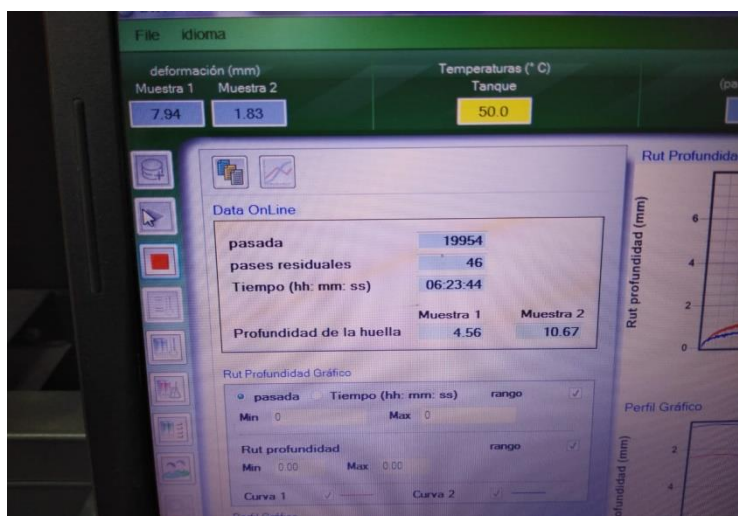 File idioma
deformación (mm)
Muestra 1 Muestra 2
7.94 1.83
Temperaturas (° C)
Tanque
50.0
Data OnLine
pasada 19954
pases residuales 46
Tiempo (hh: mm: ss) 06:23:44
Muestra 1 Muestra 2
Profundidad de la huella 4.56 10.67
Rut Profundidad Gráfico
pasada Tiempo (hh: mm: ss) rango
Min 0 Max 0
Rut profundidad rango
Min 0.00 Max 0.00
Curva 1 Curva 2
Rut Profundida
Rut profundidad (mm)
6
4
2
0
Perfil Gráfico
ofundidad (mm)
2
4